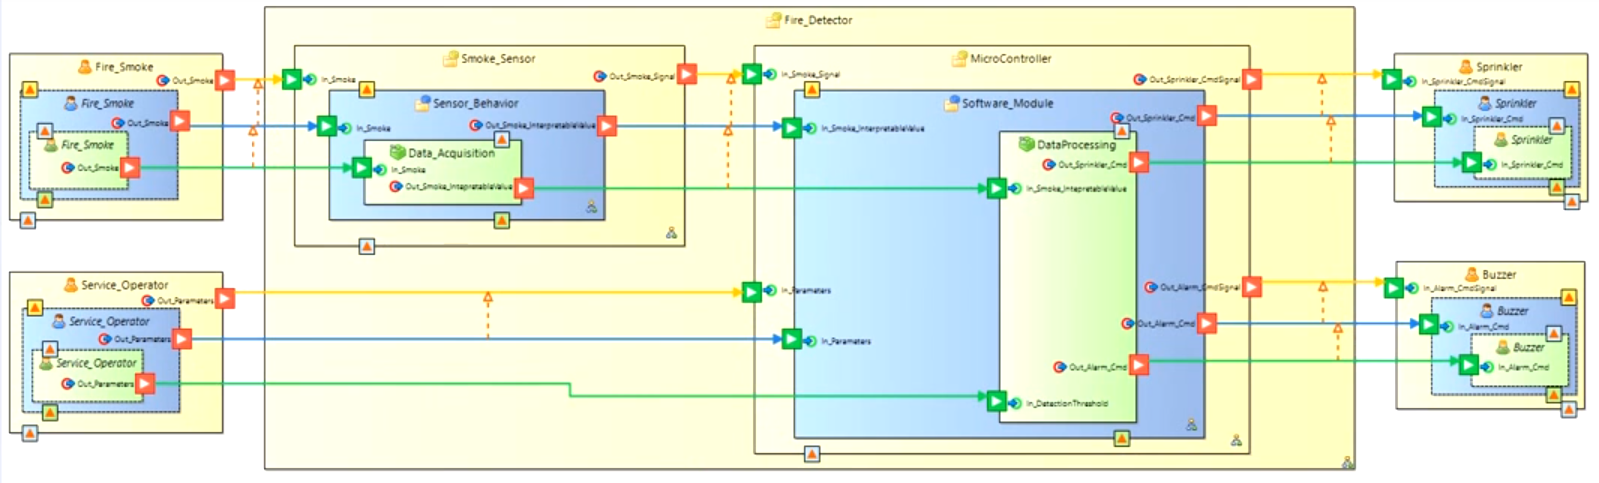 Fire_Detector
Fire_Smoke
Out_Smoke
Fire_Smoke
Out_Smoke
Fire_Smoke
Out_Smoke
Smoke_Sensor
In_Smoke
Out_Smoke_Signal
Sensor_Behavior
In_Smoke
Out_Smoke_InterpretableValue
Data_Acquisition
In_Smoke
Out_Smoke_IntepretableValue
MicroController
In_Smoke_Signal
Out_Sprinkler_CmdSignal
Software_Module
In_Smoke_InterpretableValue
Out_Sprinkler_Cmd
DataProcessing
Out_Sprinkler_Cmd
In_Smoke_IntepretableValue
Sprinkler
In_Sprinkler_CmdSignal
Sprinkler
In_Sprinkler_Cmd
Sprinkler
In_Sprinkler_Cmd
Service_Operator
Out_Parameters
Service_Operator
Out_Parameters
Service_Operator
Out_Parameters
In_Parameters
In_Parameters
In_DetectionThreshold
Out_Alarm_CmdSignal
Out_Alarm_Cmd
Out_Alarm_Cmd
Buzzer
In_Alarm_CmdSignal
Buzzer
In_Alarm_Cmd
Buzzer
In_Alarm_Cmd